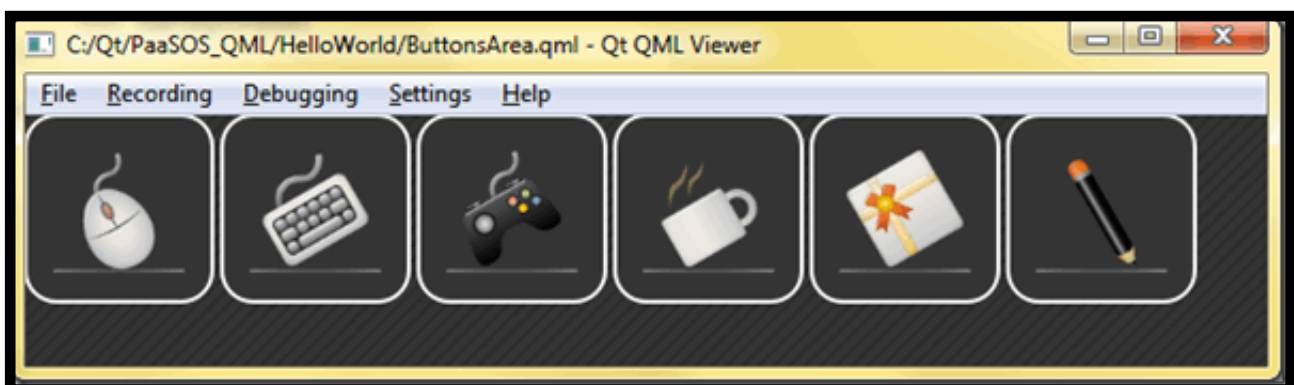 C:/Qt/PaaSOS_QML/HelloWorld/ButtonsArea.qml - Qt QML Viewer
File Recording Debugging Settings Help